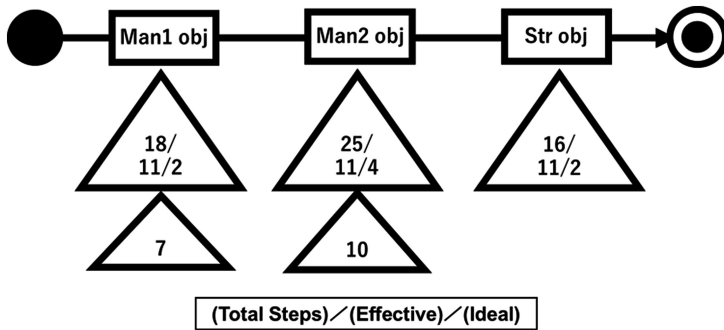 Man1 obj
Man2 obj
Str obj
18/
11/2
25/
11/4
16/
11/2
7
10
(Total Steps)／(Effective)／(Ideal)